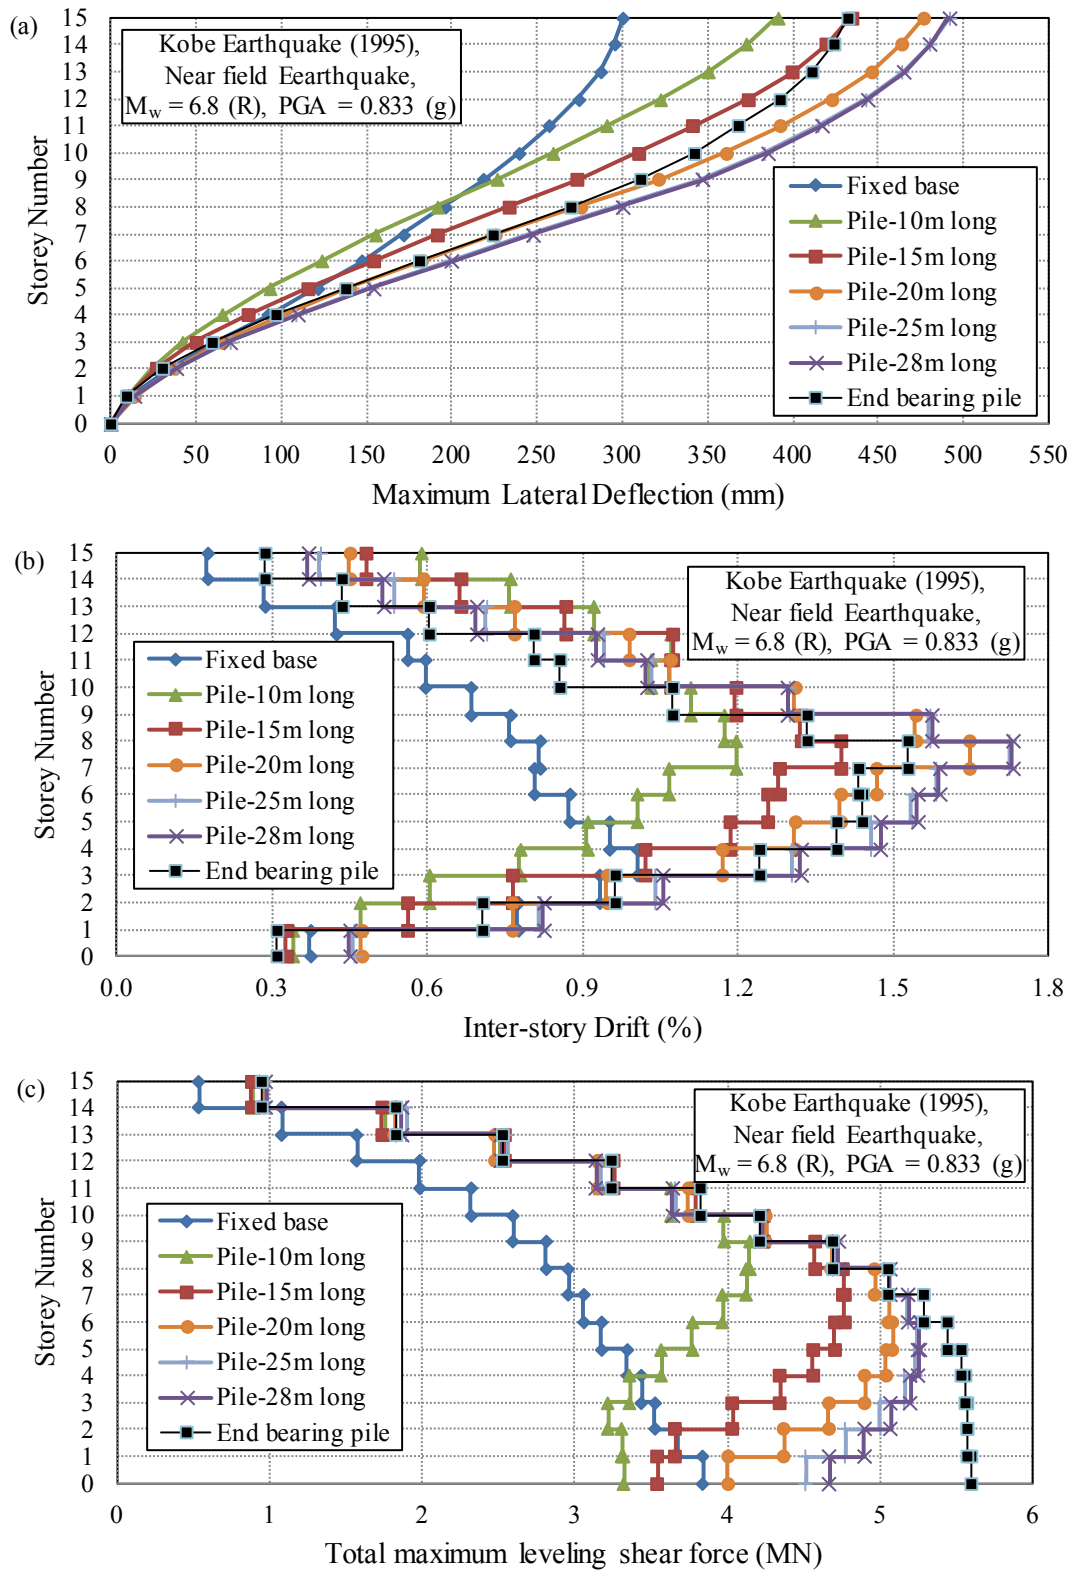 (a)
Kobe Earthquake (1995),
Near field Eearthquake,
Mw = 6.8 (R), PGA = 0.833 (g)
15
14
13
12
11
10
9
8
7
6
5
4
3
2
1
0
Storey Number
Fixed base
Pile-10m long
Pile-15m long
Pile-20m long
Pile-25m long
Pile-28m long
End bearing pile
0 50 100 150 200 250 300 350 400 450 500 550
Maximum Lateral Deflection (mm)
(b)
Kobe Earthquake (1995),
Near field Eearthquake,
Mw = 6.8 (R), PGA = 0.833 (g)
15
14
13
12
11
10
9
8
7
6
5
4
3
2
1
0
Storey Number
Fixed base
Pile-10m long
Pile-15m long
Pile-20m long
Pile-25m long
Pile-28m long
End bearing pile
0.0 0.3 0.6 0.9 1.2 1.5 1.8
Inter-story Drift (%)
(c)
Kobe Earthquake (1995),
Near field Eearthquake,
Mw = 6.8 (R), PGA = 0.833 (g)
15
14
13
12
11
10
9
8
7
6
5
4
3
2
1
0
Storey Number
Fixed base
Pile-10m long
Pile-15m long
Pile-20m long
Pile-25m long
Pile-28m long
End bearing pile
0 1 2 3 4 5 6
Total maximum leveling shear force (MN)